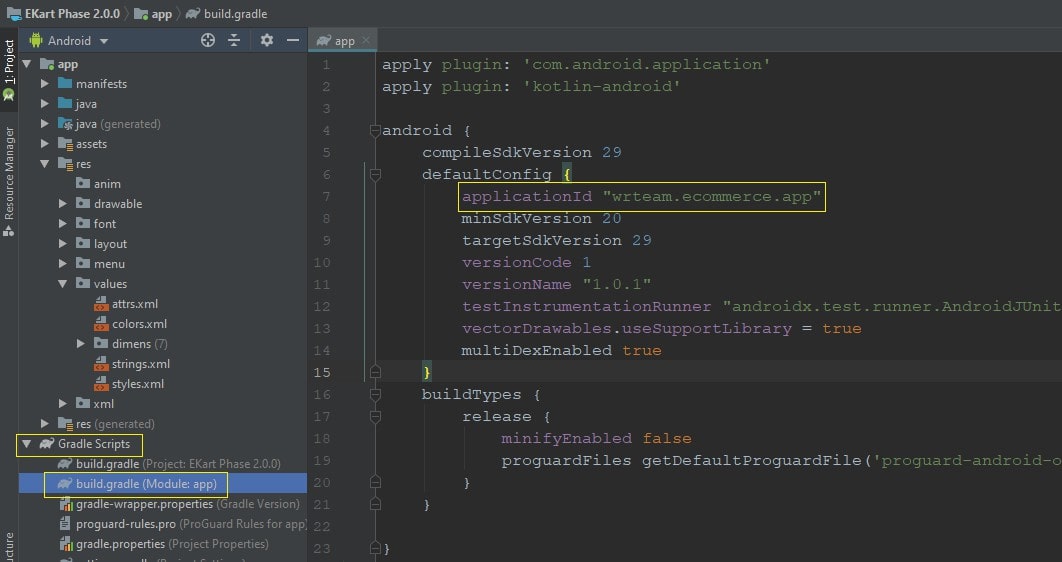 EKart Phase 2.0.0 app build.gradle
Android
app
1: Project
Resource Manager
app
manifests
java
java (generated)
assets
res
anim
drawable
font
layout
menu
values
attrs.xml
colors.xml
dimens (7)
strings.xml
styles.xml
xml
res (generated)
Gradle Scripts
build.gradle (Project: EKart Phase 2.0.0)
build.gradle (Module: app)
gradle-wrapper.properties (Gradle Version)
proguard-rules.pro (ProGuard Rules for app)
gradle.properties (Project Properties)
1 apply plugin: 'com.android.application'
2 apply plugin: 'kotlin-android'
3
4 android {
5 compileSdkVersion 29
6 defaultConfig {
7 applicationId "wrteam.ecommerce.app"
8 minSdkVersion 20
9 targetSdkVersion 29
10 versionCode 1
11 versionName "1.0.1"
12 testInstrumentationRunner "androidx.test.runner.AndroidJUnit
13 vectorDrawables.useSupportLibrary = true
14 multiDexEnabled true
15 }
16 buildTypes {
17 release {
18 minifyEnabled false
19 proguardFiles getDefaultProguardFile('proguard-android-o
20 }
21 }
22
23 }